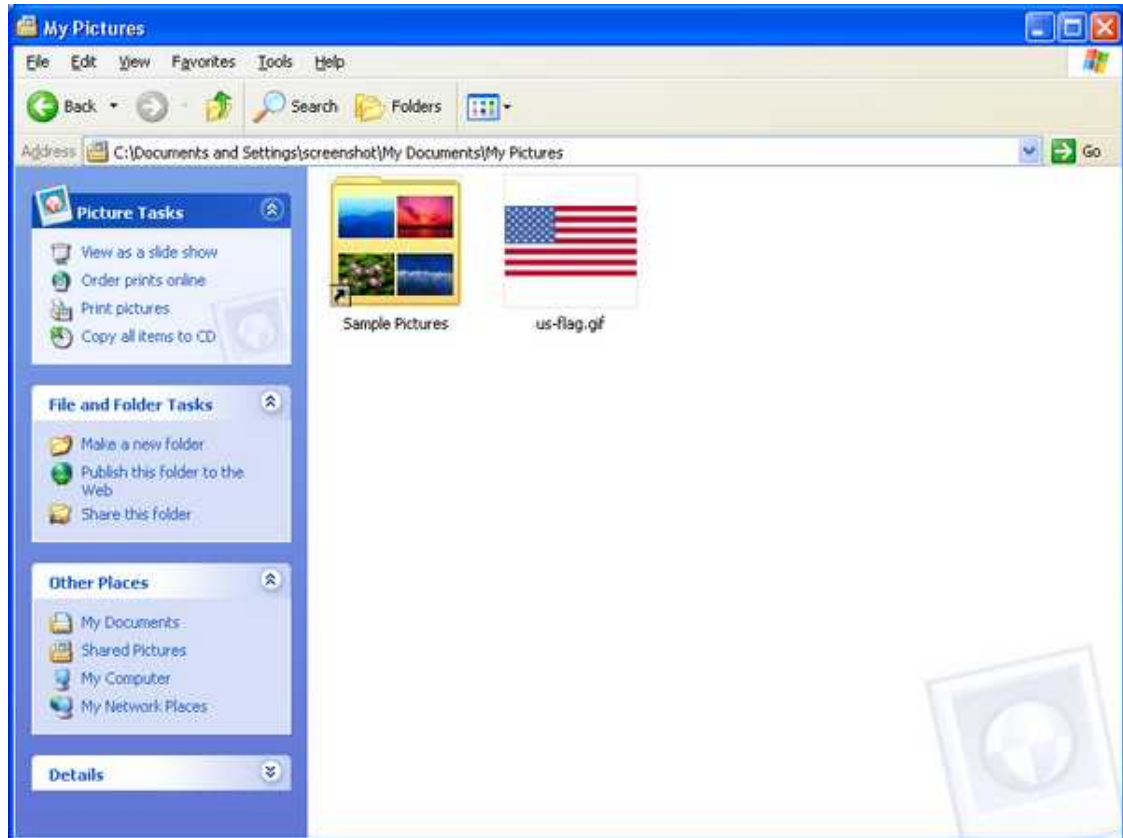 My Pictures
File Edit View Favorites Tools Help
Back Search Folders
Address C:\Documents and Settings\screenshot\My Documents\My Pictures Go
Picture Tasks
View as a slide show
Order prints online
Print pictures
Copy all items to CD
File and Folder Tasks
Make a new folder
Publish this folder to the
Web
Share this folder
Other Places
My Documents
Shared Pictures
My Computer
My Network Places
Details
Sample Pictures
us-flag.gif